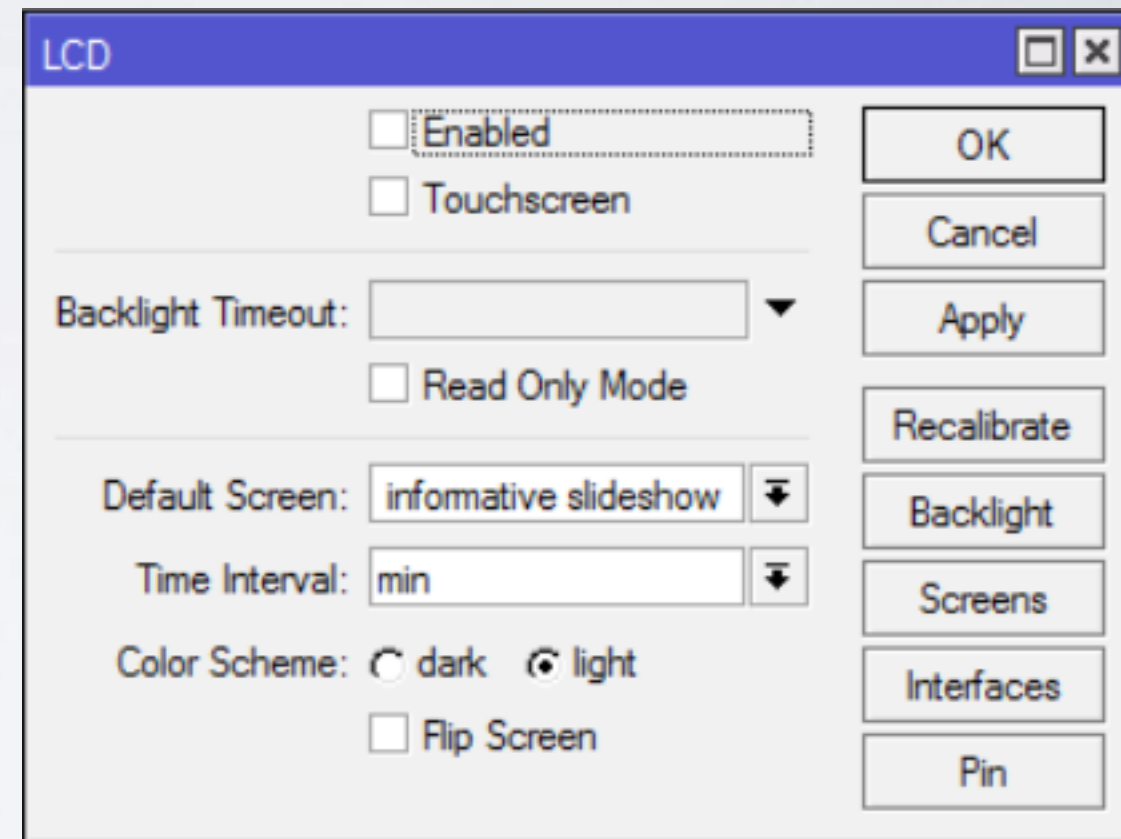 LCD
Enabled
Touchscreen
Backlight Timeout:
Read Only Mode
Default Screen: informative slideshow
Time Interval: min
Color Scheme: dark light
Flip Screen
OK
Cancel
Apply
Recalibrate
Backlight
Screens
Interfaces
Pin